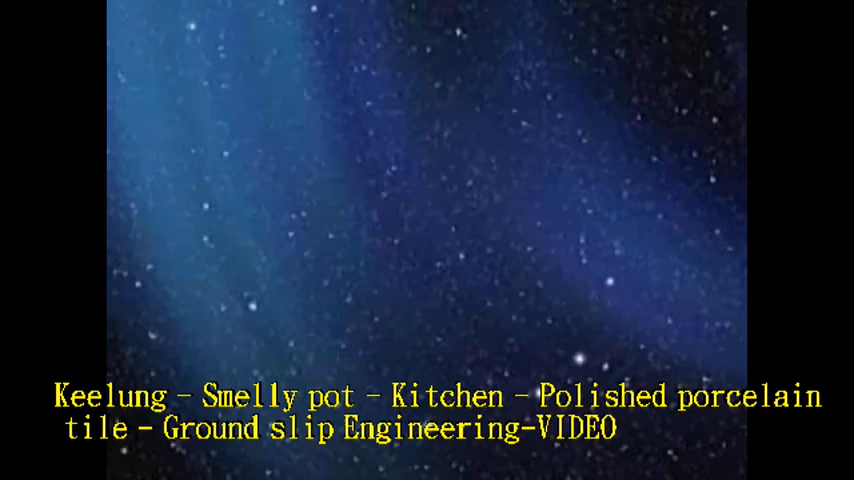 Keelung - Smelly pot - Kitchen - Polished porcelain
tile - Ground slip Engineering-VIDEO